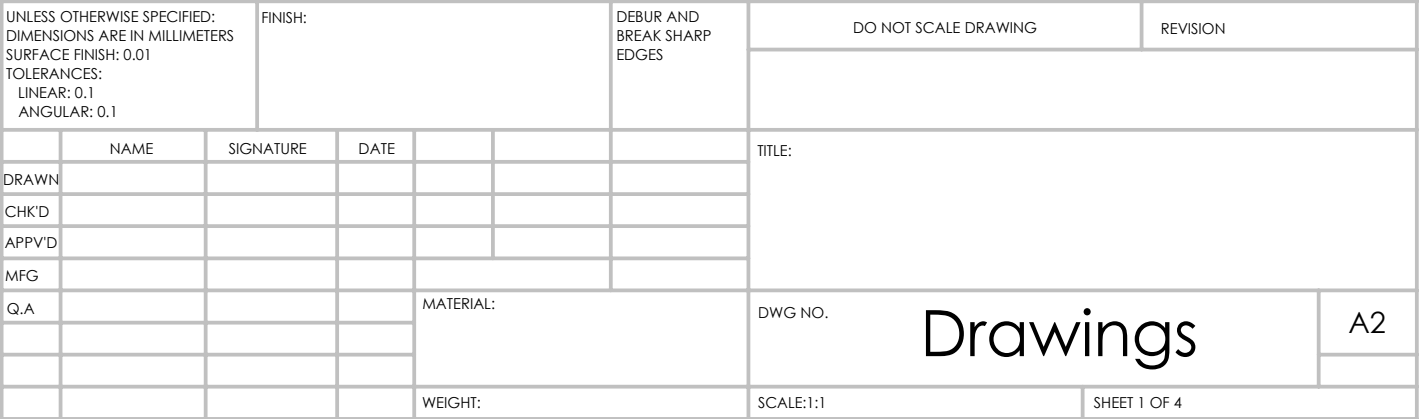 UNLESS OTHERWISE SPECIFIED:
DIMENSIONS ARE IN MILLIMETERS
SURFACE FINISH: 0.01
TOLERANCES:
LINEAR: 0.1
ANGULAR: 0.1
FINISH:
DEBUR AND
BREAK SHARP
EDGES
DO NOT SCALE DRAWING
REVISION
NAME
SIGNATURE
DATE
DRAWN
CHK'D
APPV'D
MFG
Q.A
TITLE:
MATERIAL:
DWG NO.
Drawings
A2
WEIGHT:
SCALE:1:1
SHEET 1 OF 4